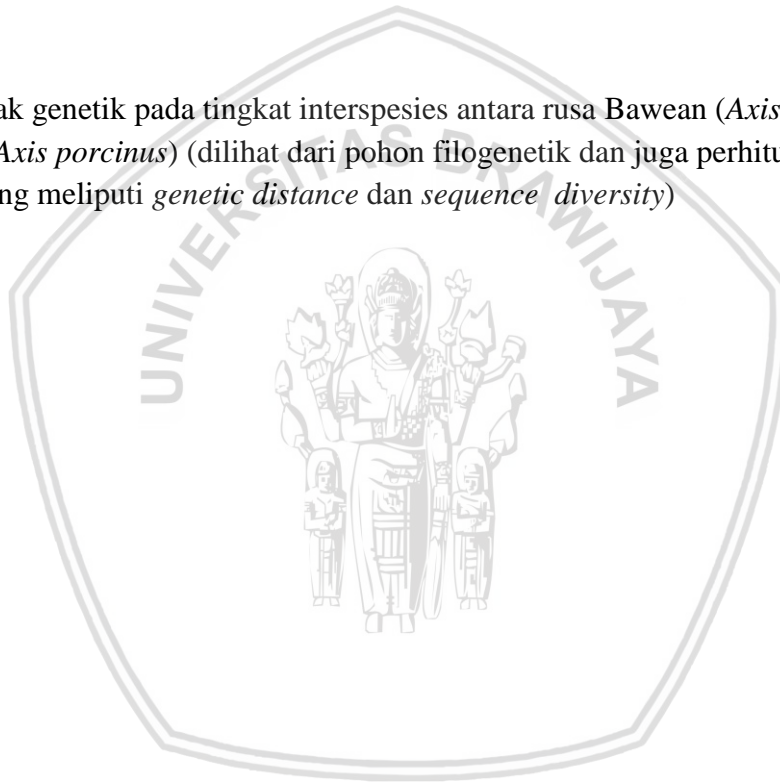 ak genetik pada tingkat interspesies antara rusa Bawean (Axis
Axis porcinus) (dilihat dari pohon filogenetik dan juga perhitu
ng meliputi genetic distance dan sequence diversity)
UNIVERSITAS BRAWIJAYA